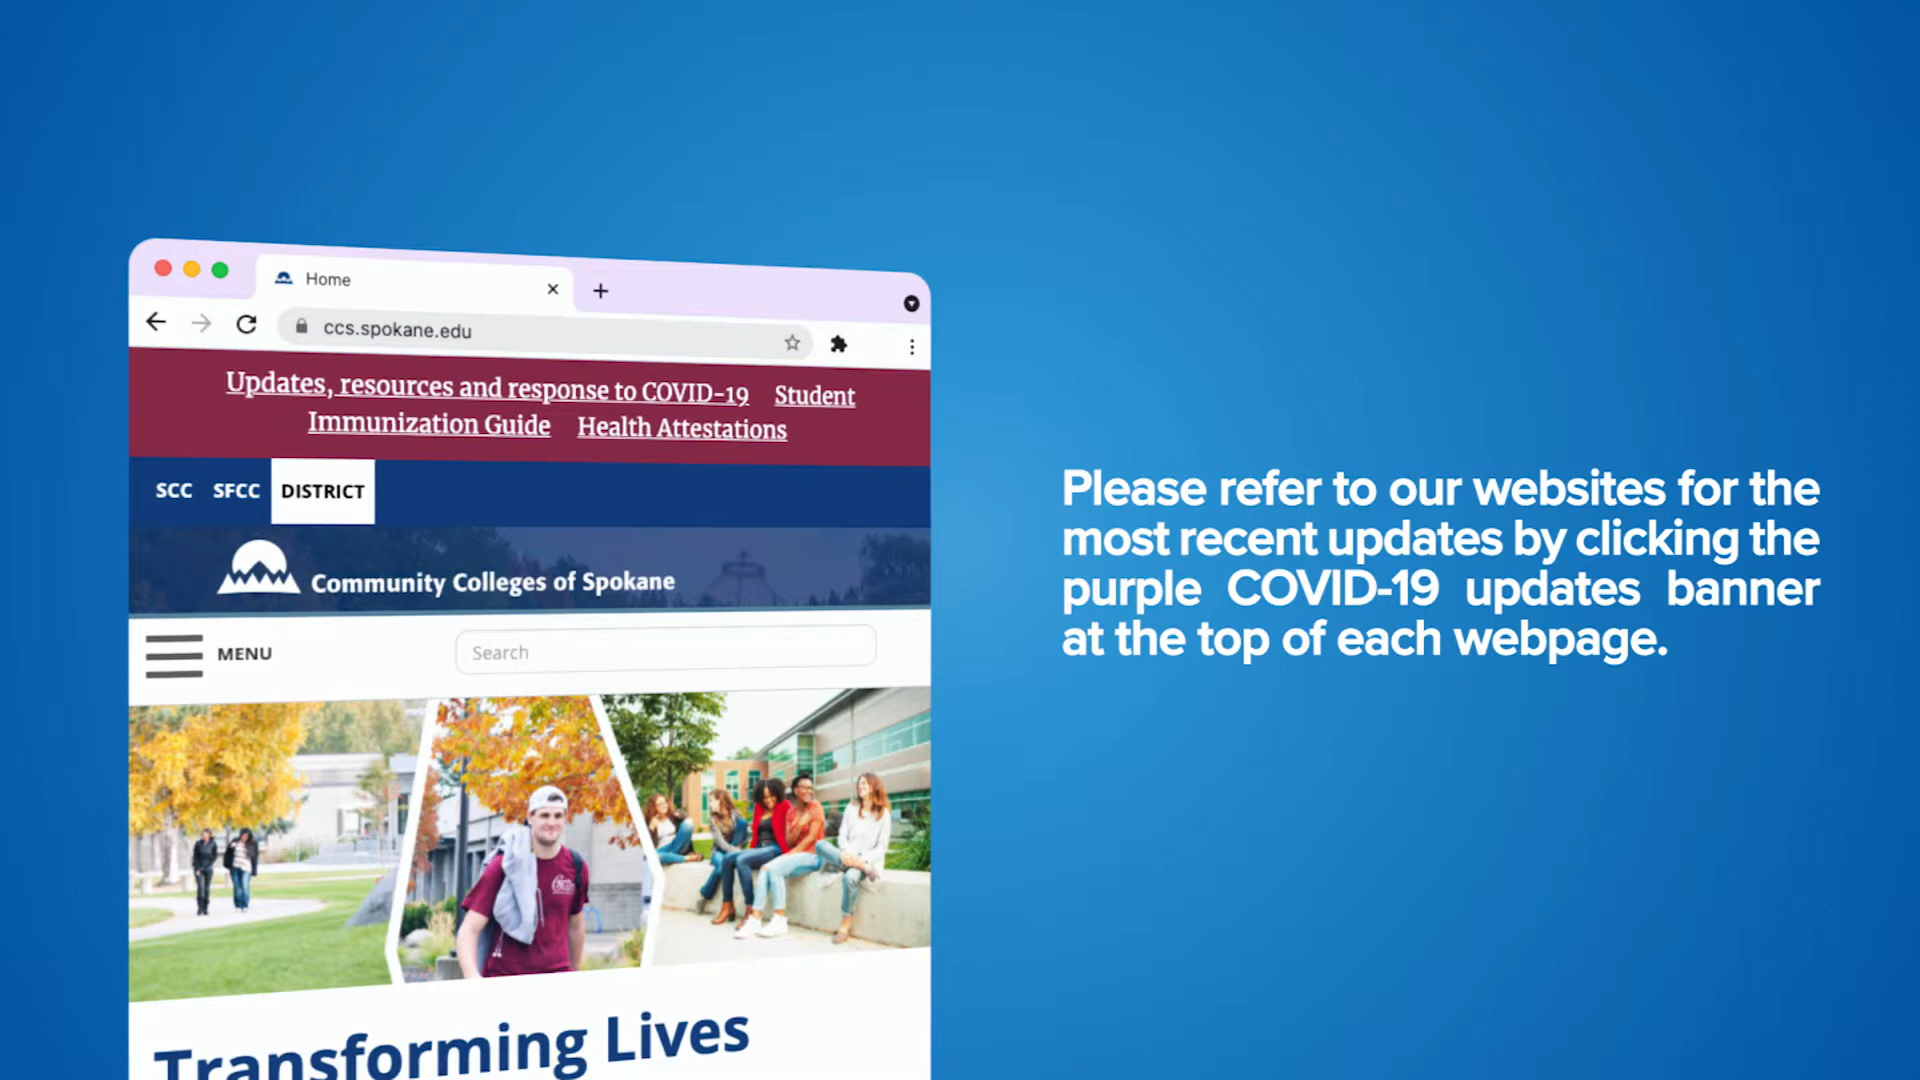 Home
ccs.spokane.edu
Updates, resources and response to COVID-19 Student
Immunization Guide Health Attestations
SCC SFCC DISTRICT
Community Colleges of Spokane
MENU
Search
Transforming Lives
Please refer to our websites for the
most recent updates by clicking the
purple COVID-19 updates banner
at the top of each webpage.